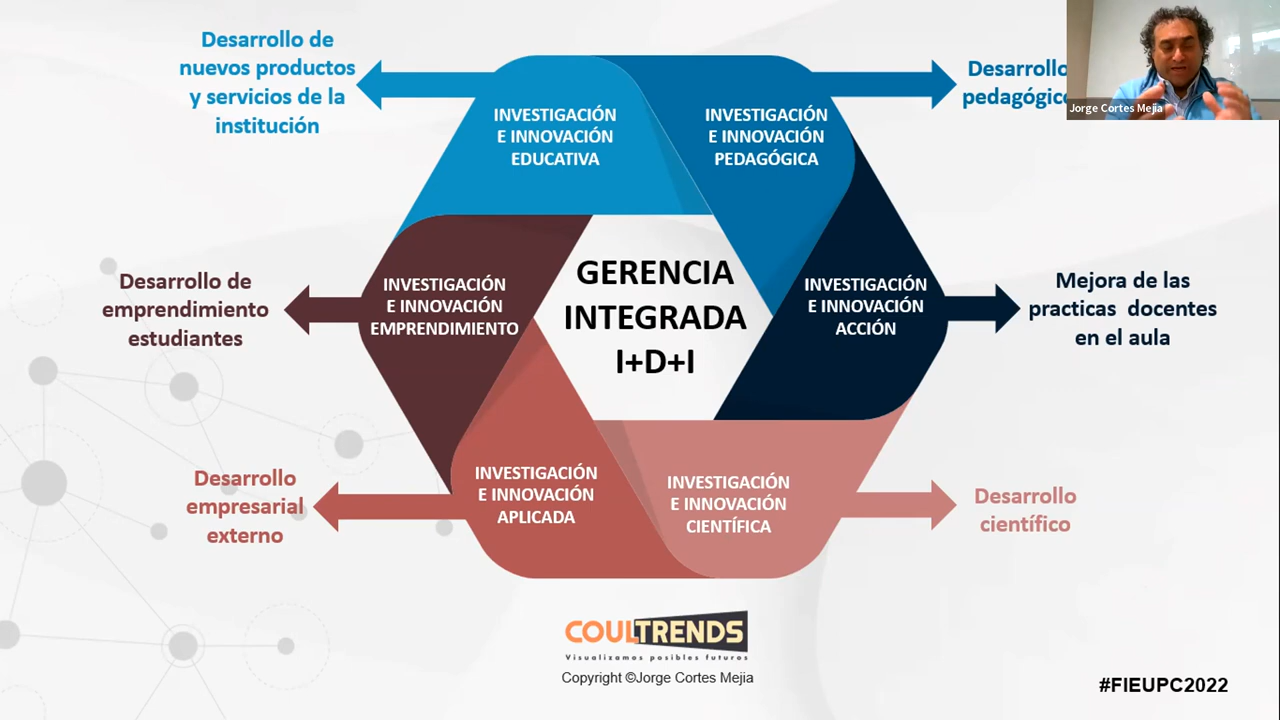 Desarrollo de
nuevos productos
y servicios de la
institución
INVESTIGACIÓN
E INNOVACIÓN
EDUCATIVA
INVESTIGACIÓN
E INNOVACIÓN
PEDAGÓGICA
Desarrollo
pedagógico
Jorge Cortes Mejia
Desarrollo de
emprendimiento
estudiantes
INVESTIGACIÓN
E INNOVACIÓN
EMPRENDIMIENTO
GERENCIA
INTEGRADA
I+D+I
INVESTIGACIÓN
E INNOVACIÓN
ACCIÓN
Mejora de las
practicas docentes
en el aula
Desarrollo
empresarial
externo
INVESTIGACIÓN
E INNOVACIÓN
APLICADA
INVESTIGACIÓN
E INNOVACIÓN
CIENTÍFICA
Desarrollo
científico
COULTRENDS
Visualizamos posibles futuros
Copyright ©Jorge Cortes Mejia
#FIEUPC2022